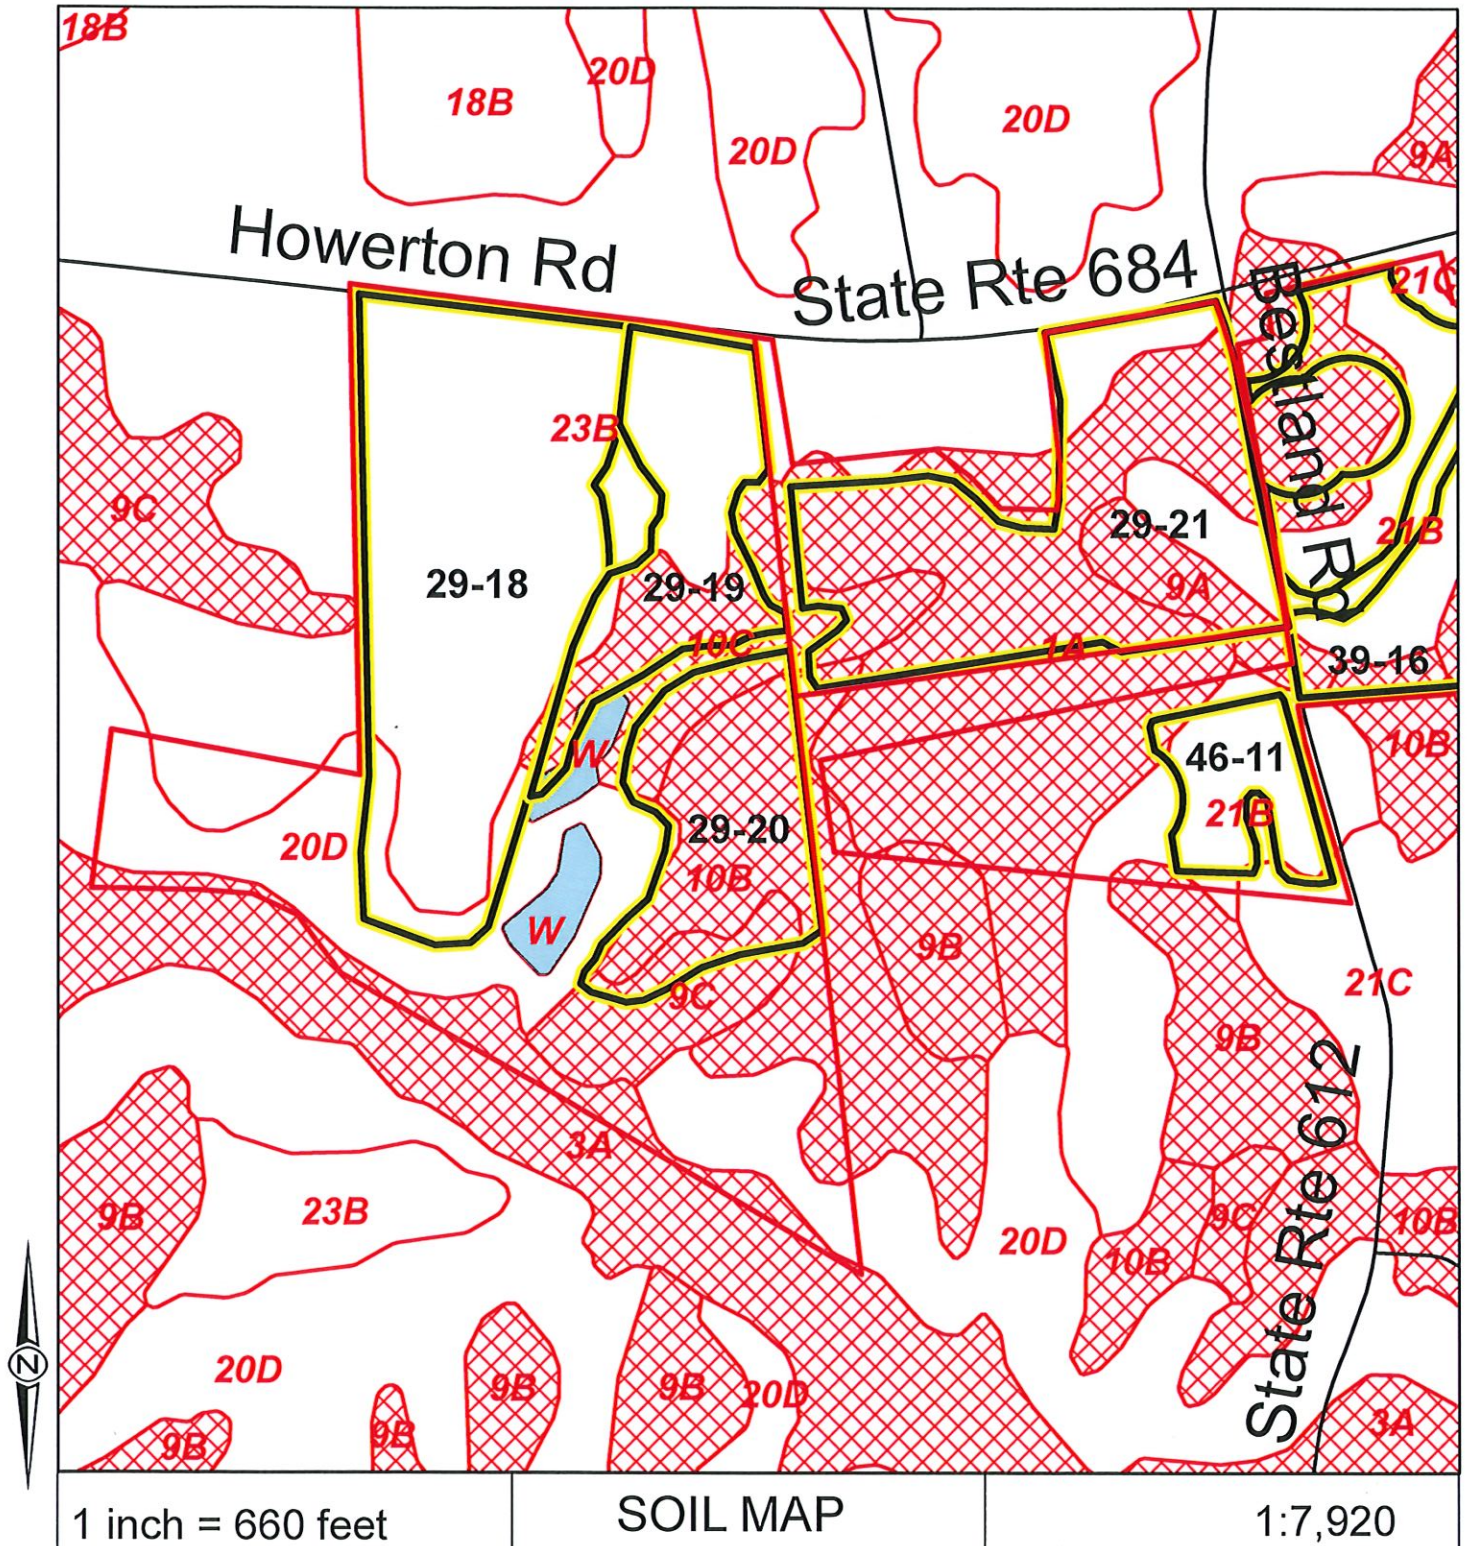 18B
18B
20D
20D
20D
9A
Howerton Rd
State Rte 684
Bestland Rd
21C
23B
9C
29-18
29-19
29-21
21B
9A
10C
1A
39-16
W
46-11
10B
21B
20D
29-20
10B
W
9B
9C
21C
9B
State Rte 612
3A
9B
23B
9C
10B
20D
10B
20D
9B
9B
20D
9B
9B
3A
N
1 inch = 660 feet
SOIL MAP
1:7,920